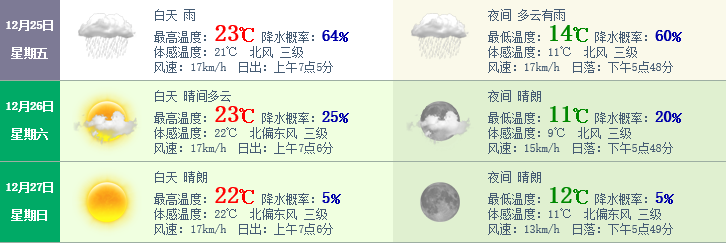 12月25日
星期五
白天 雨
最高温度：23℃ 降水概率：64%
体感温度：21℃ 北风 三级
风速：17km/h 日出：上午7点5分
夜间 多云有雨
最低温度：14℃ 降水概率：60%
体感温度：11℃ 北风 三级
风速：17km/h 日落：下午5点48分
12月26日
星期六
白天 晴间多云
最高温度：23℃ 降水概率：25%
体感温度：22℃ 北偏东风 三级
风速：17km/h 日出：上午7点6分
夜间 晴朗
最低温度：11℃ 降水概率：20%
体感温度：9℃ 北风 三级
风速：15km/h 日落：下午5点48分
12月27日
星期日
白天 晴朗
最高温度：22℃ 降水概率：5%
体感温度：22℃ 北偏东风 三级
风速：17km/h 日出：上午7点6分
夜间 晴朗
最低温度：12℃ 降水概率：5%
体感温度：11℃ 北偏东风 三级
风速：13km/h 日落：下午5点49分